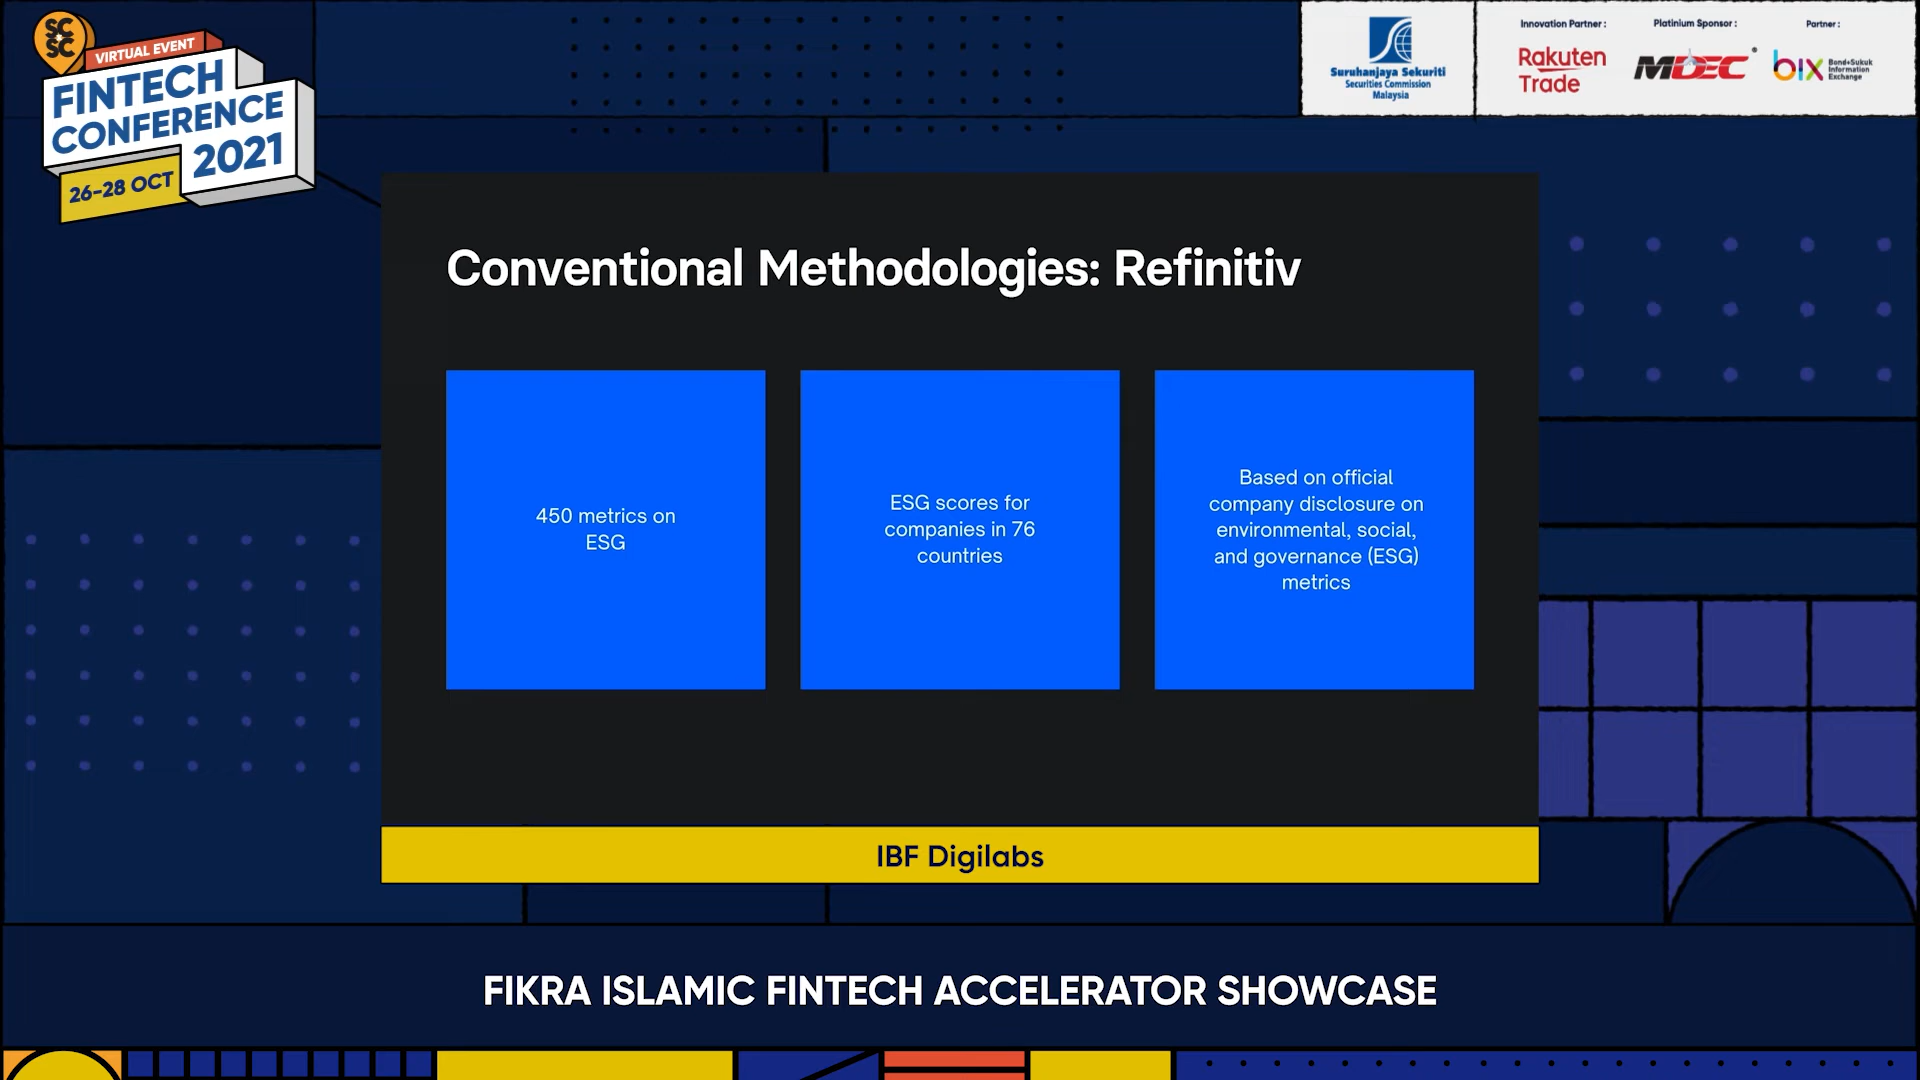 SC
SC
VIRTUAL EVENT
FINTECH
CONFERENCE
2021
26-28 OCT
Suruhanjaya Sekuriti
Securities Commission
Malaysia
Innovation Partner :
Rakuten
Trade
Platinium Sponsor :
MDEC
Partner :
bix
Bond+Sukuk
Information
Exchange
Conventional Methodologies: Refinitiv
450 metrics on
ESG
ESG scores for
companies in 76
countries
Based on official
company disclosure on
environmental, social,
and governance (ESG)
metrics
IBF Digilabs
FIKRA ISLAMIC FINTECH ACCELERATOR SHOWCASE